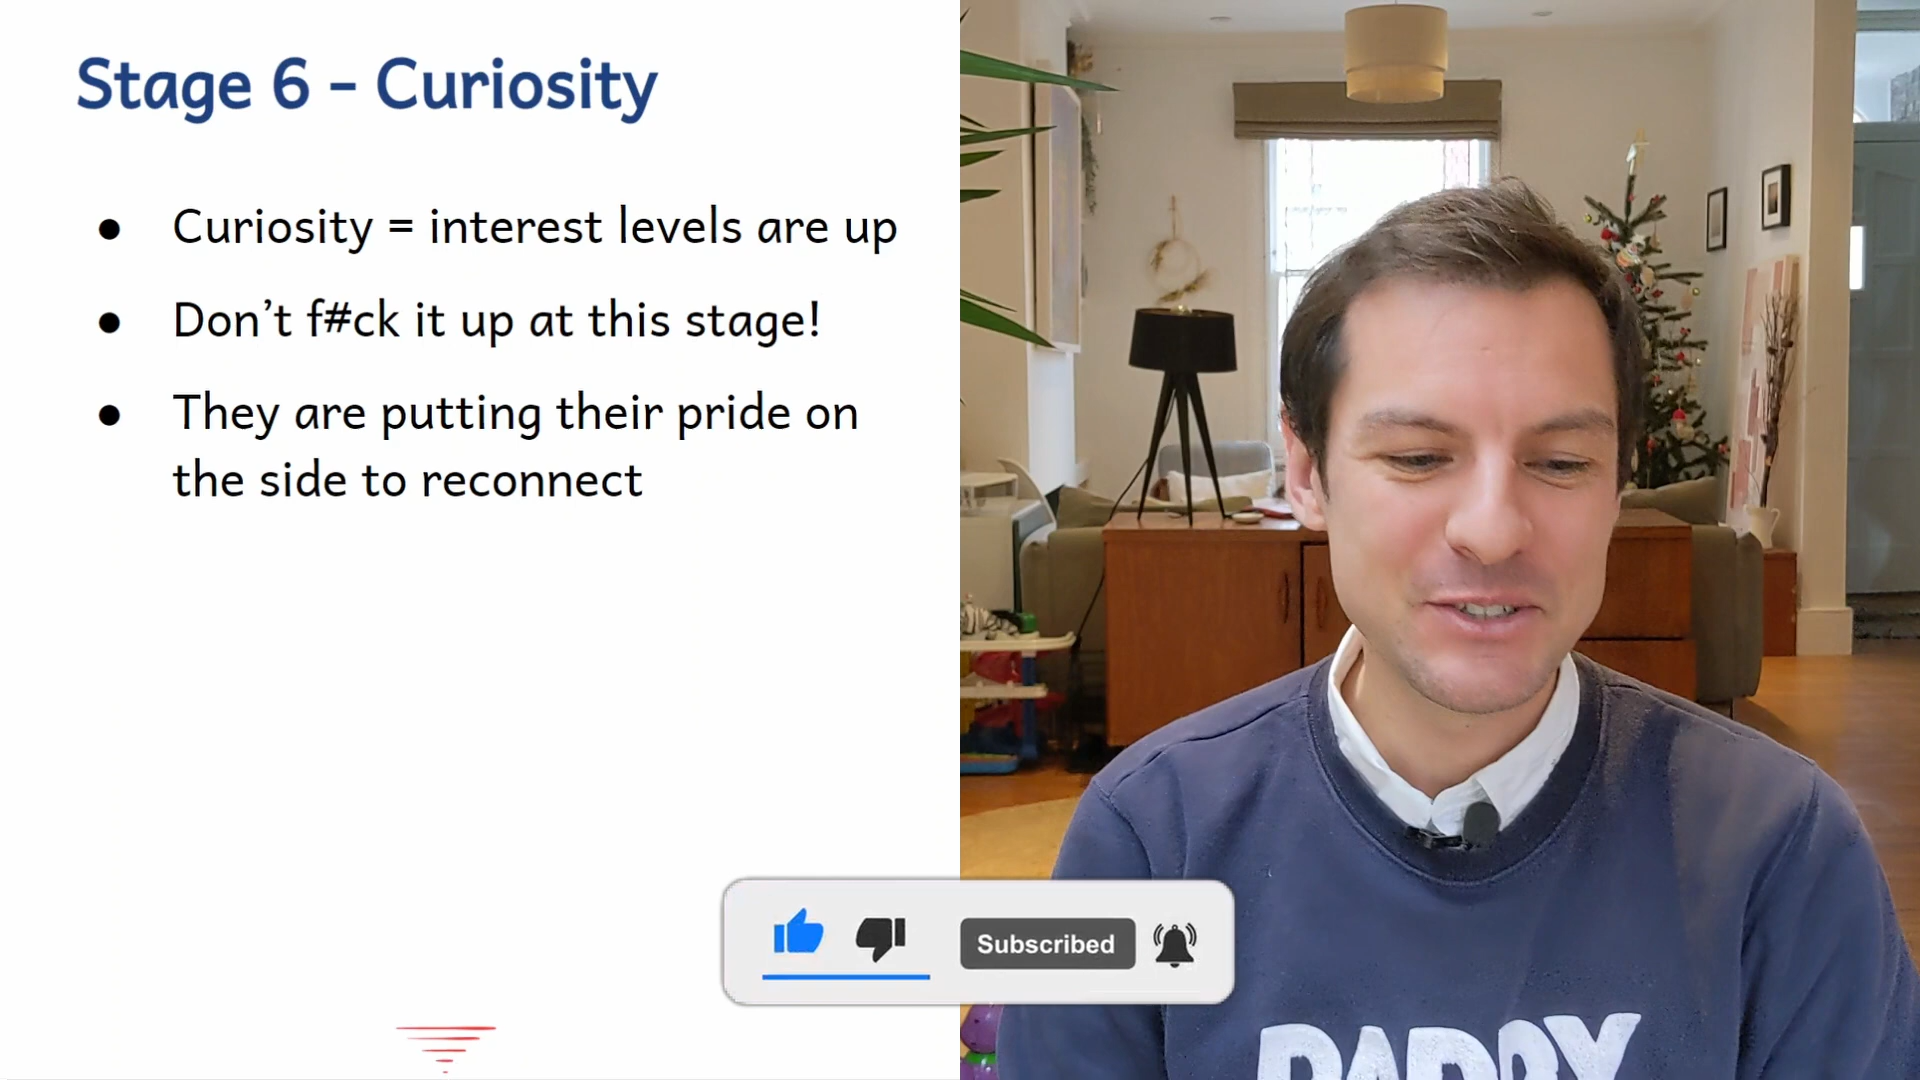 Stage 6 - Curiosity
● Curiosity = interest levels are up
● Don't f#ck it up at this stage!
● They are putting their pride on
the side to reconnect
Subscribed